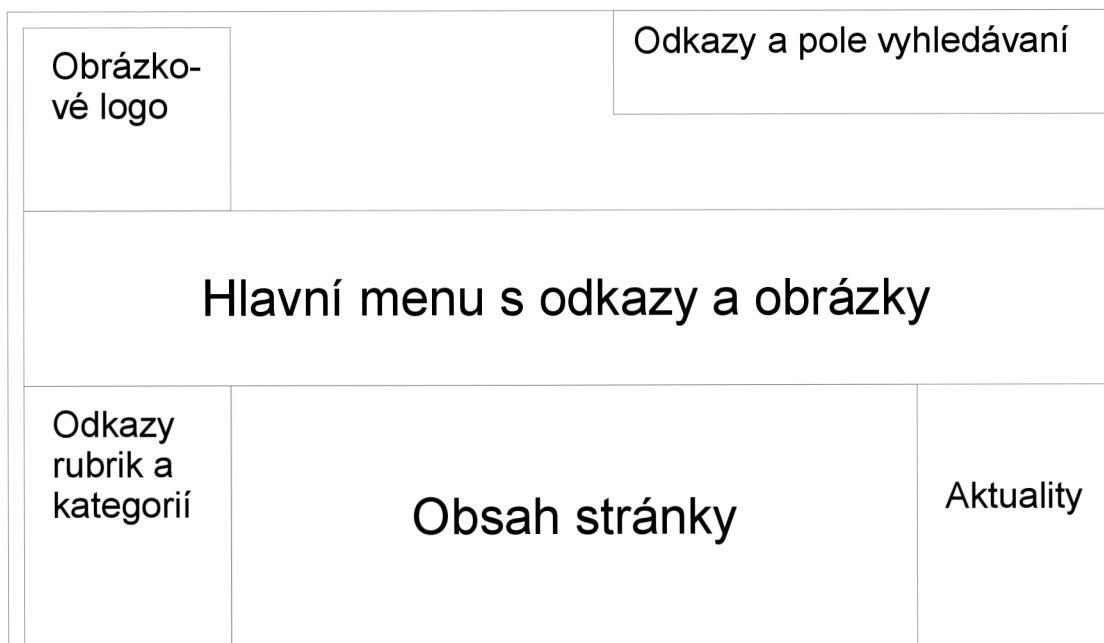 Obrázko-
vé logo
Odkazy a pole vyhledávaní
Hlavní menu s odkazy a obrázky
Odkazy
rubrik a
kategorií
Obsah stránky
Aktuality